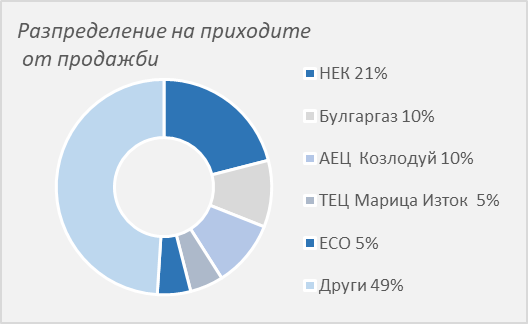 Разпределение на приходите
от продажби
НЕК 21%
Булгаргаз 10%
АЕЦ Козлодуй 10%
ТЕЦ Марица Изток 5%
ЕСО 5%
Други 49%